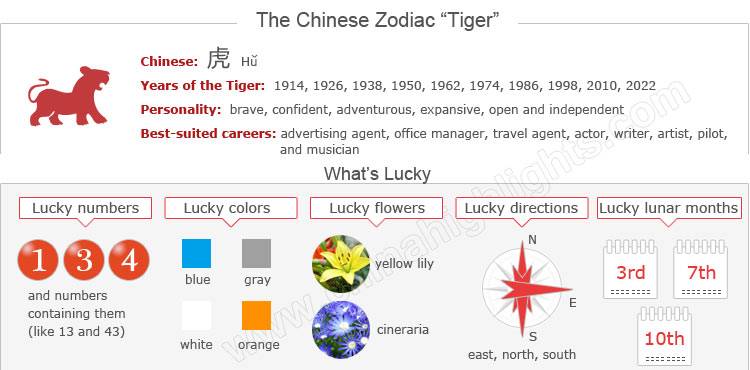 The Chinese Zodiac “Tiger”
Chinese: 虎 Hǔ
Years of the Tiger: 1914, 1926, 1938, 1950, 1962, 1974, 1986, 1998, 2010, 2022
Personality: brave, confident, adventurous, expansive, open and independent
Best-suited careers: advertising agent, office manager, travel agent, actor, writer, artist, pilot,
and musician
What’s Lucky
Lucky numbers
1 3 4
and numbers
containing them
(like 13 and 43)
Lucky colors
blue
gray
white
orange
Lucky flowers
yellow lily
cineraria
Lucky directions
N
E
S
east, north, south
Lucky lunar months
3rd
7th
10th
www.chinahighlights.com